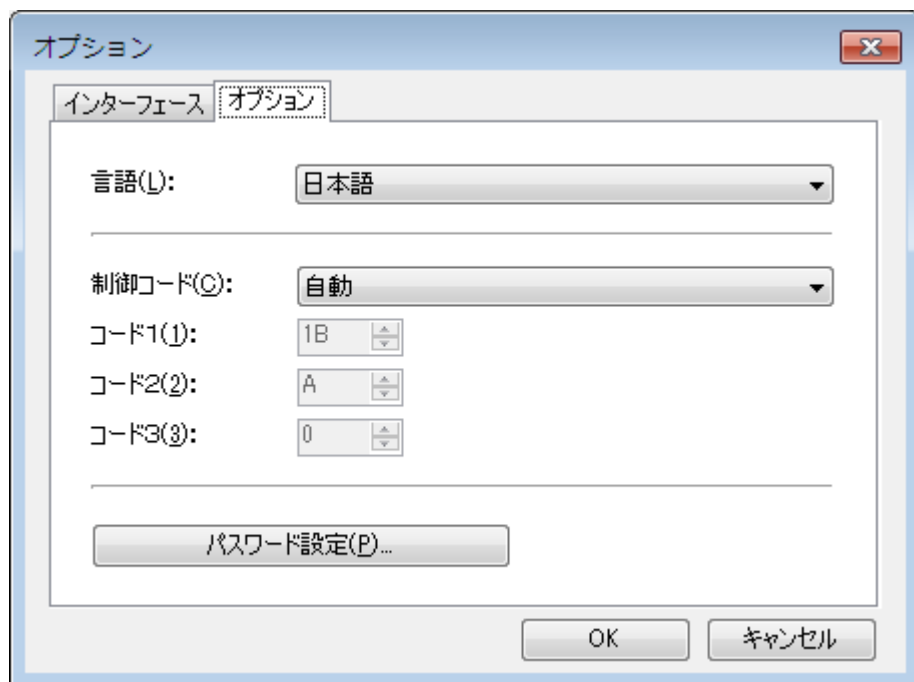 オプション
インターフェース オプション
言語(L): 日本語
制御コード(C): 自動
コード1(1): 1B
コード2(2): A
コード3(3): 0
パスワード設定(P)...
OK キャンセル